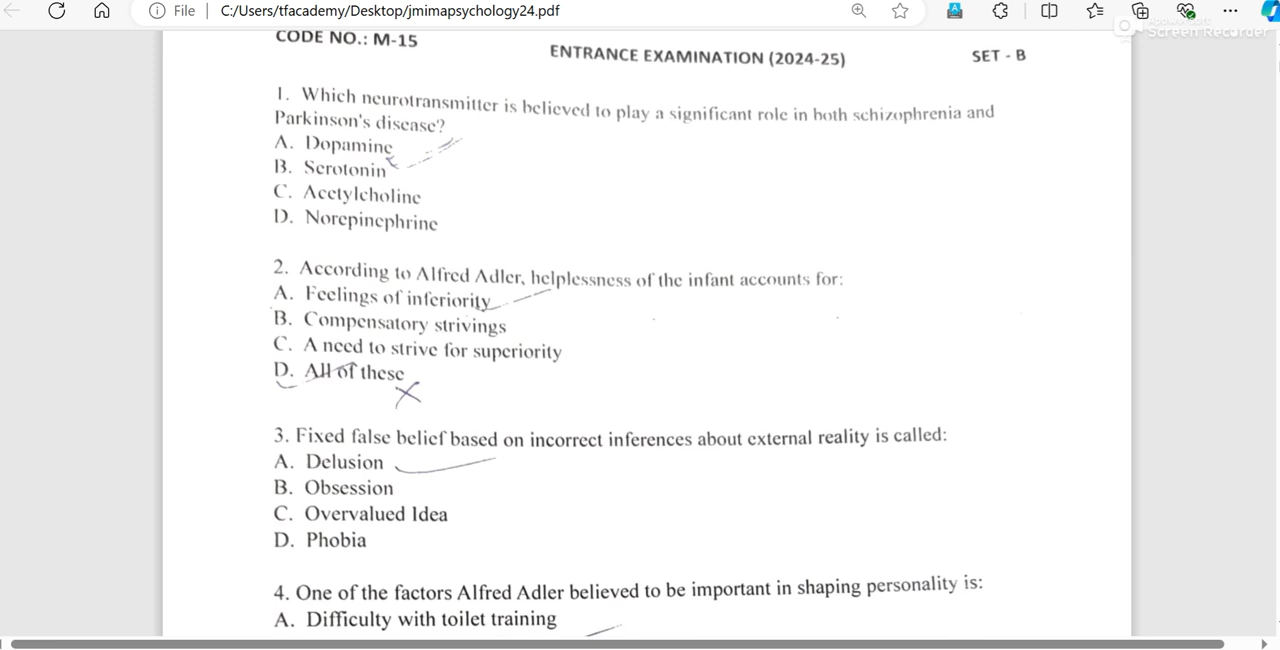 File
C:/Users/tfacademy/Desktop/jmimapsychology24.pdf
Screen Recorder
CODE NO.: M-15
ENTRANCE EXAMINATION (2024-25)
SET - B
1. Which neurotransmitter is believed to play a significant role in both schizophrenia and
Parkinson's disease?
A. Dopamine
B. Serotonin
C. Acetylcholine
D. Norepinephrine
2. According to Alfred Adler, helplessness of the infant accounts for:
A. Feelings of inferiority
B. Compensatory strivings
C. A need to strive for superiority
D. All of these
3. Fixed false belief based on incorrect inferences about external reality is called:
A. Delusion
B. Obsession
C. Overvalued Idea
D. Phobia
4. One of the factors Alfred Adler believed to be important in shaping personality is:
A. Difficulty with toilet training